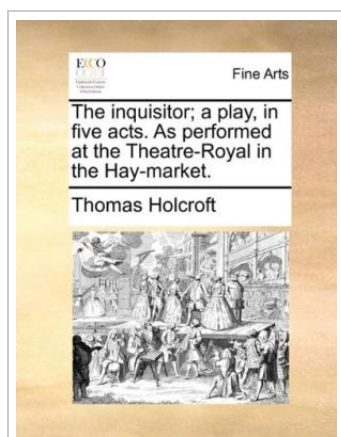 ECCO
Fine Arts
The inquisitor; a play, in
five acts. As performed
at the Theatre-Royal in
the Hay-market.
Thomas Holcroft